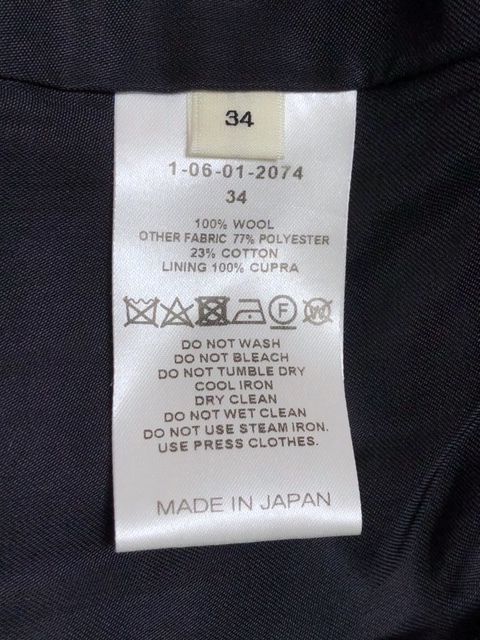 34
1-06-01-2074
34
100% WOOL
OTHER FABRIC 77% POLYESTER
23% COTTON
LINING 100% CUPRA
F W
DO NOT WASH
DO NOT BLEACH
DO NOT TUMBLE DRY
COOL IRON
DRY CLEAN
DO NOT WET CLEAN
DO NOT USE STEAM IRON.
USE PRESS CLOTHES.
MADE IN JAPAN